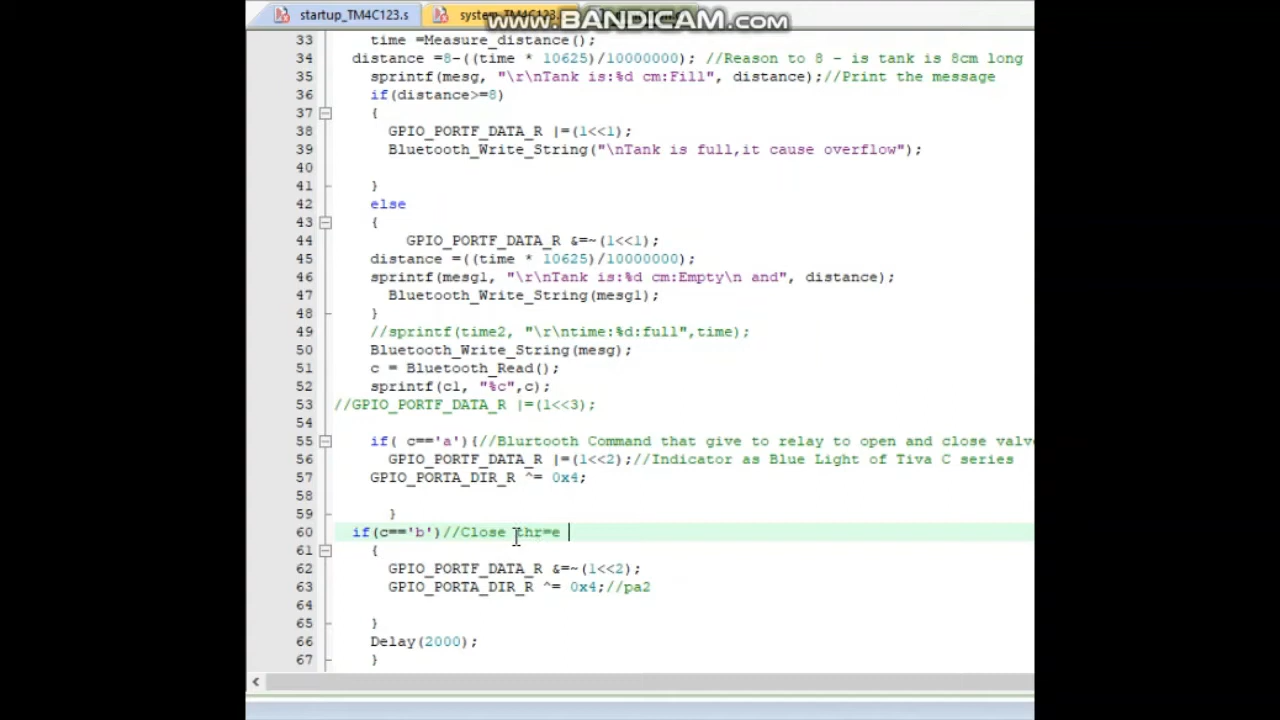 startup_TM4C123.s
system_TM4C123.
www.BANDICAM.com
33 time =Measure_distance();
34 distance =8-((time * 10625)/10000000); //Reason to 8 - is tank is 8cm long
35 sprintf(mesg, "\r\nTank is:%d cm:Fill", distance);//Print the message
36 if(distance>=8)
37 {
38 GPIO_PORTF_DATA_R |=(1<<1);
39 Bluetooth_Write_String("\nTank is full,it cause overflow");
40
41 }
42 else
43 {
44 GPIO_PORTF_DATA_R &=~(1<<1);
45 distance =((time * 10625)/10000000);
46 sprintf(mesg1, "\r\nTank is:%d cm:Empty\n and", distance);
47 Bluetooth_Write_String(mesg1);
48 }
49 //sprintf(time2, "\r\ntime:%d:full",time);
50 Bluetooth_Write_String(mesg);
51 c = Bluetooth_Read();
52 sprintf(c1, "%c",c);
53 //GPIO_PORTF_DATA_R |=(1<<3);
54
55 if( c=='a'){//Blurtooth Command that give to relay to open and close valv
56 GPIO_PORTF_DATA_R |=(1<<2);//Indicator as Blue Light of Tiva C series
57 GPIO_PORTA_DIR_R ^= 0x4;
58
59 }
60 if(c=='b')//Close thr=e
61 {
62 GPIO_PORTF_DATA_R &=~(1<<2);
63 GPIO_PORTA_DIR_R ^= 0x4;//pa2
64
65 }
66 Delay(2000);
67 }